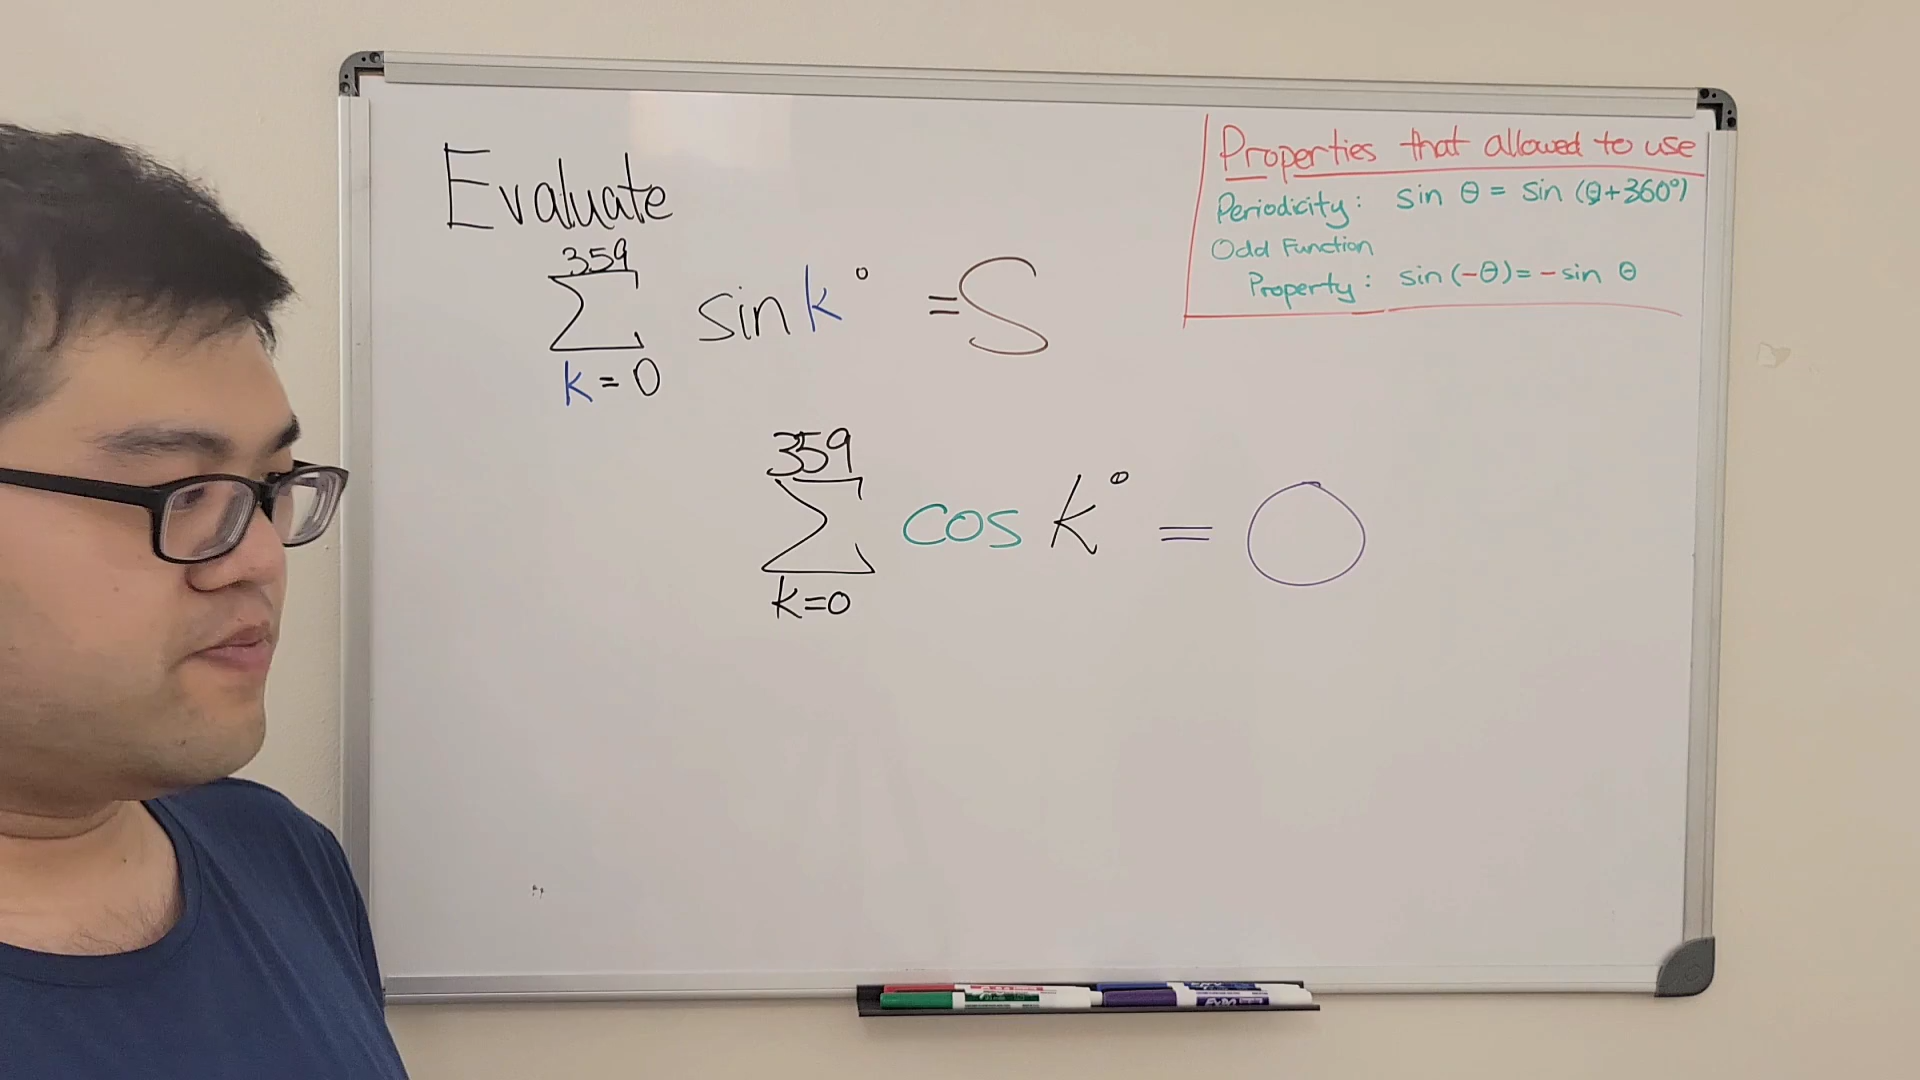 Evaluate
359
∑ sin k° = S
k = 0
359
∑ cos k° = 0
k=0
Properties that allowed to use
Periodicity: sin θ = sin (θ+360°)
Odd Function
Property: sin (-θ) = - sin θ
EXPO